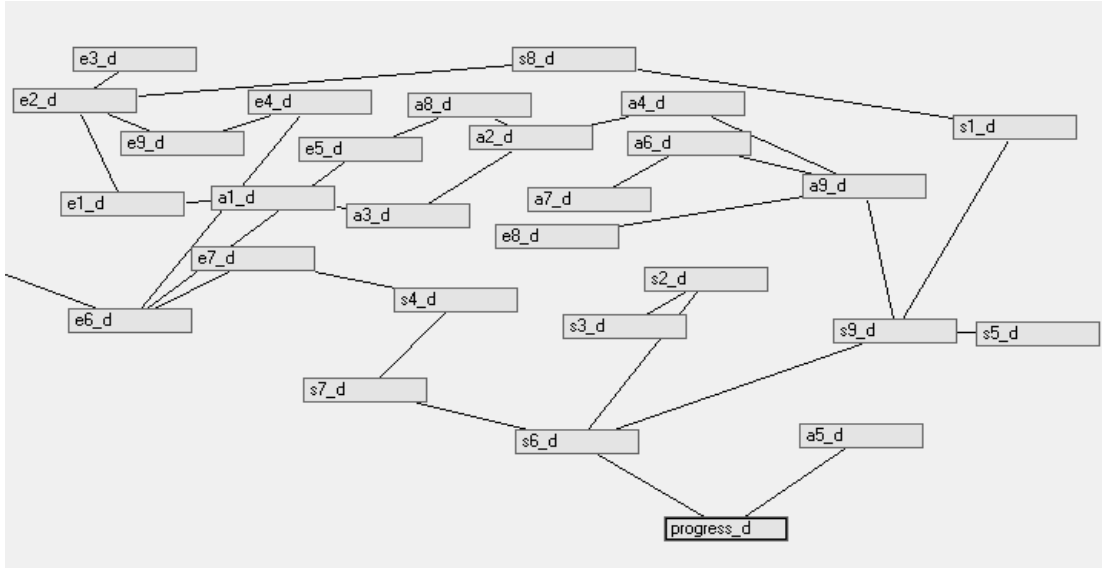 e3_d
s8_d
e2_d
e4_d
a8_d
a4_d
s1_d
e9_d
e5_d
a2_d
a6_d
e1_d
a1_d
a3_d
a7_d
a9_d
e8_d
e7_d
s4_d
s2_d
e6_d
s3_d
s9_d
s5_d
s7_d
s6_d
a5_d
progress_d